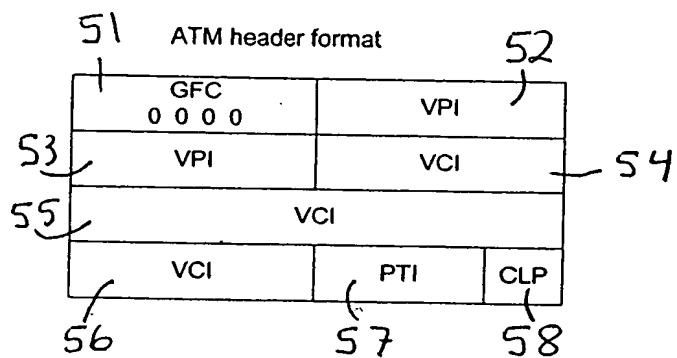 51 ATM header format 52
GFC VPI
0 0 0 0
53 VPI VCI 54
55 VCI
VCI PTI CLP
56 57 58